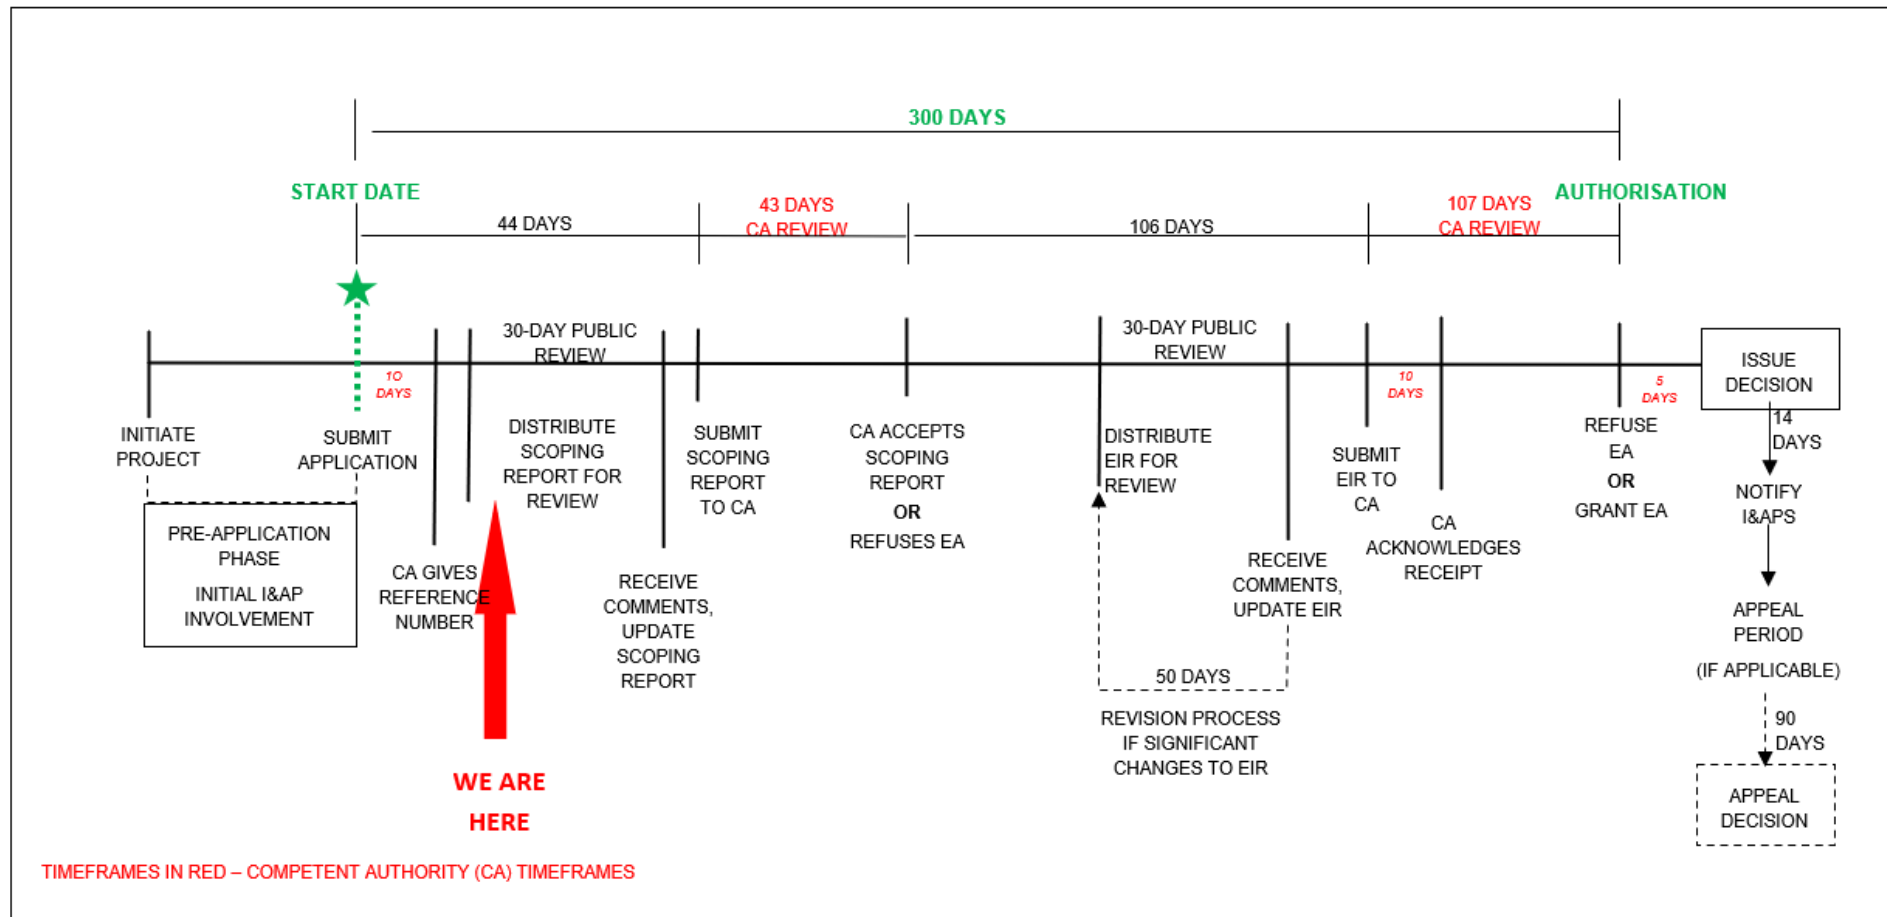 300 DAYS
START DATE
AUTHORISATION
44 DAYS
43 DAYS
CA REVIEW
106 DAYS
107 DAYS
CA REVIEW
30-DAY PUBLIC
REVIEW
30-DAY PUBLIC
REVIEW
10
DAYS
10
DAYS
5
DAYS
ISSUE
DECISION
INITIATE
PROJECT
SUBMIT
APPLICATION
DISTRIBUTE
SCOPING
REPORT FOR
REVIEW
SUBMIT
SCOPING
REPORT
TO CA
CA ACCEPTS
SCOPING
REPORT
OR
REFUSES EA
DISTRIBUTE
EIR FOR
REVIEW
SUBMIT
EIR TO
CA
REFUSE
EA
OR
GRANT EA
14
DAYS
NOTIFY
I&APS
PRE-APPLICATION
PHASE
INITIAL I&AP
INVOLVEMENT
CA GIVES
REFERENCE
NUMBER
RECEIVE
COMMENTS,
UPDATE
SCOPING
REPORT
RECEIVE
COMMENTS,
UPDATE EIR
CA
ACKNOWLEDGES
RECEIPT
APPEAL
PERIOD
(IF APPLICABLE)
50 DAYS
REVISION PROCESS
IF SIGNIFICANT
CHANGES TO EIR
90
DAYS
APPEAL
DECISION
WE ARE
HERE
TIMEFRAMES IN RED – COMPETENT AUTHORITY (CA) TIMEFRAMES